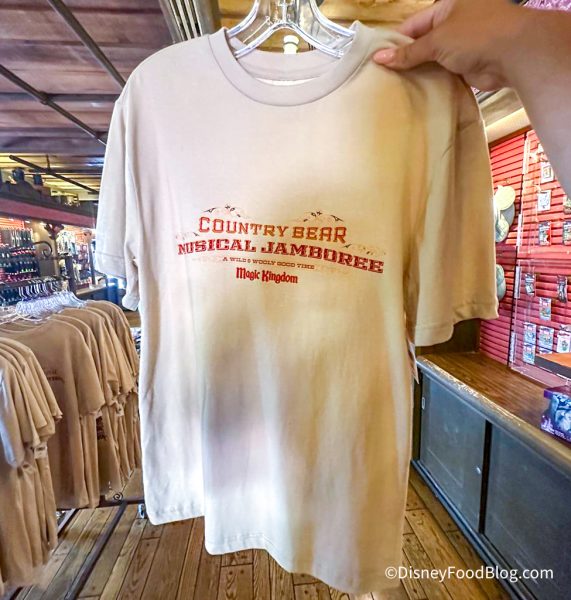 COUNTRY BEAR
MUSICAL JAMBOREE
A WILD & WOOLY GOOD TIME
Magic Kingdom
©DisneyFoodBlog.com